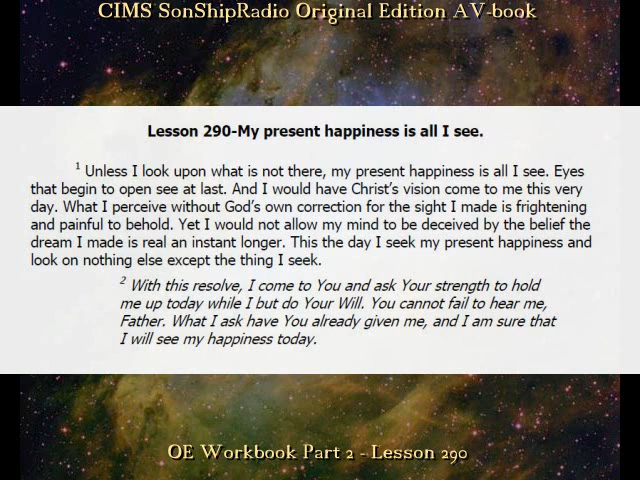 CIMS SonShipRadio Original Edition AV-book
Lesson 290-My present happiness is all I see.
1 Unless I look upon what is not there, my present happiness is all I see. Eyes
that begin to open see at last. And I would have Christ's vision come to me this very
day. What I perceive without God's own correction for the sight I made is frightening
and painful to behold. Yet I would not allow my mind to be deceived by the belief the
dream I made is real an instant longer. This the day I seek my present happiness and
look on nothing else except the thing I seek.
2 With this resolve, I come to You and ask Your strength to hold
me up today while I but do Your Will. You cannot fail to hear me,
Father. What I ask have You already given me, and I am sure that
I will see my happiness today.
OE Workbook Part 2 - Lesson 290